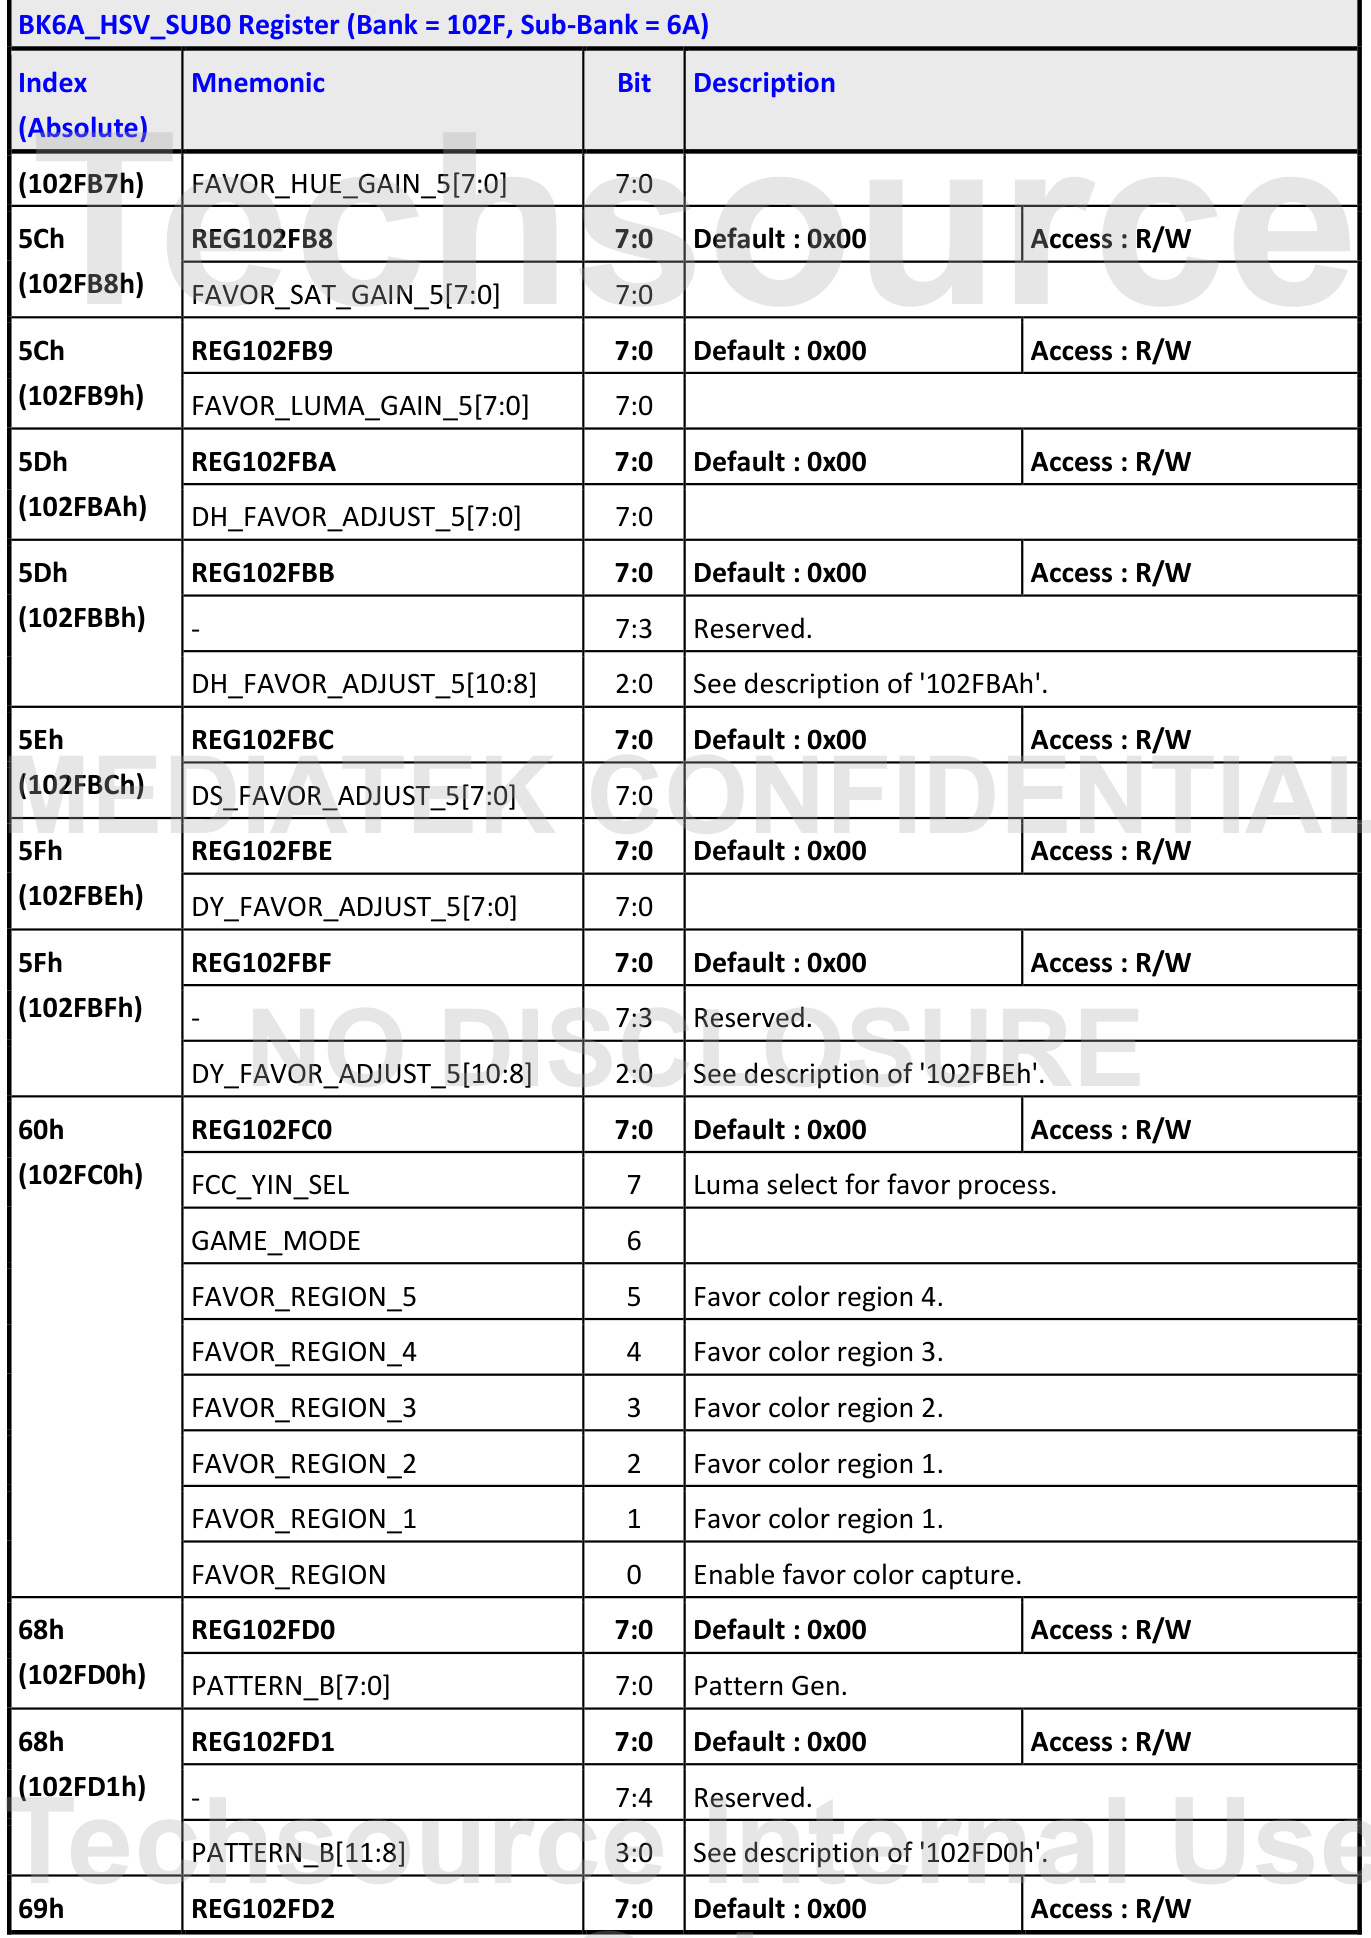 BK6A_HSV_SUB0 Register (Bank = 102F, Sub-Bank = 6A)
Index (Absolute) Mnemonic Bit Description
(102FB7h) FAVOR_HUE_GAIN_5[7:0] 7:0
Techsource
5Ch REG102FB8 7:0 Default : 0x00 Access : R/W
(102FB8h) FAVOR_SAT_GAIN_5[7:0] 7:0
5Ch REG102FB9 7:0 Default : 0x00 Access : R/W
(102FB9h) FAVOR_LUMA_GAIN_5[7:0] 7:0
5Dh REG102FBA 7:0 Default : 0x00 Access : R/W
(102FBAh) DH_FAVOR_ADJUST_5[7:0] 7:0
5Dh REG102FBB 7:0 Default : 0x00 Access : R/W
(102FBBh) - 7:3 Reserved.
DH_FAVOR_ADJUST_5[10:8] 2:0 See description of '102FBAh'.
5Eh REG102FBC 7:0 Default : 0x00 Access : R/W
(102FBCh) DS_FAVOR_ADJUST_5[7:0] 7:0
MEDIATEK CONFIDENTIAL
5Fh REG102FBE 7:0 Default : 0x00 Access : R/W
(102FBEh) DY_FAVOR_ADJUST_5[7:0] 7:0
5Fh REG102FBF 7:0 Default : 0x00 Access : R/W
(102FBFh) - 7:3 Reserved.
NO DISCLOSURE
DY_FAVOR_ADJUST_5[10:8] 2:0 See description of '102FBEh'.
60h REG102FC0 7:0 Default : 0x00 Access : R/W
(102FC0h) FCC_YIN_SEL 7 Luma select for favor process.
GAME_MODE 6
FAVOR_REGION_5 5 Favor color region 4.
FAVOR_REGION_4 4 Favor color region 3.
FAVOR_REGION_3 3 Favor color region 2.
FAVOR_REGION_2 2 Favor color region 1.
FAVOR_REGION_1 1 Favor color region 1.
FAVOR_REGION 0 Enable favor color capture.
68h REG102FD0 7:0 Default : 0x00 Access : R/W
(102FD0h) PATTERN_B[7:0] 7:0 Pattern Gen.
68h REG102FD1 7:0 Default : 0x00 Access : R/W
(102FD1h) - 7:4 Reserved.
Techsource Internal Use
PATTERN_B[11:8] 3:0 See description of '102FD0h'.
69h REG102FD2 7:0 Default : 0x00 Access : R/W